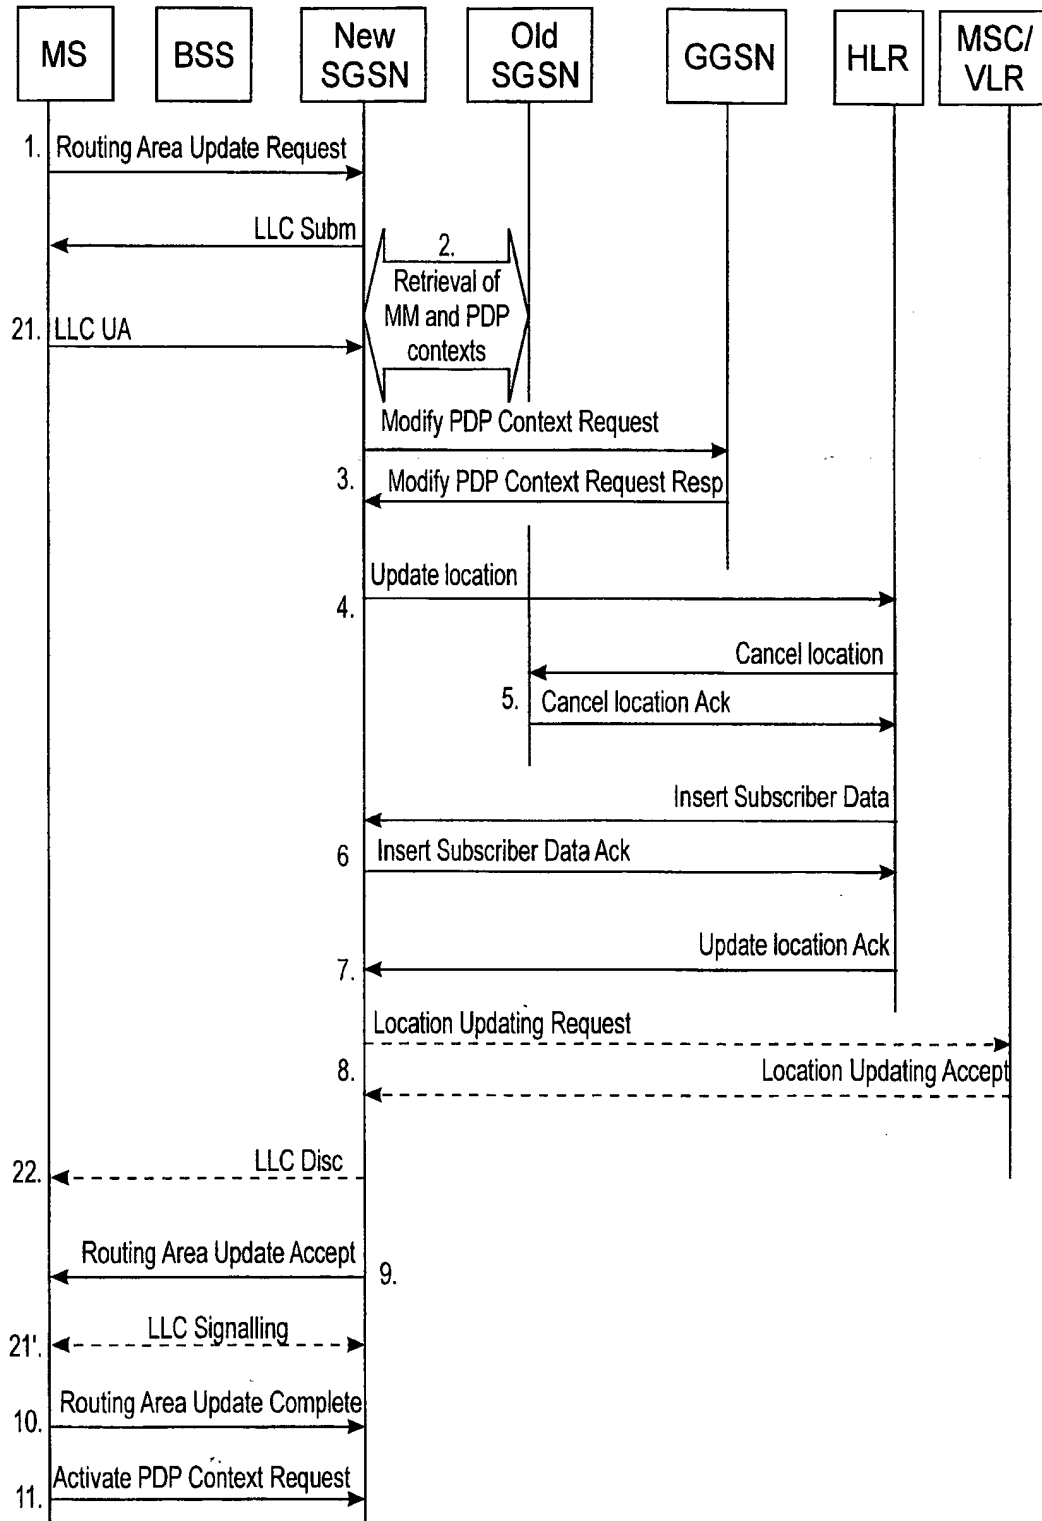 MS
BSS
New
SGSN
Old
SGSN
GGSN
HLR
MSC/
VLR
1. Routing Area Update Request
LLC Subm
2.
Retrieval of
MM and PDP
contexts
21. LLC UA
Modify PDP Context Request
3. Modify PDP Context Request Resp
Update location
4.
Cancel location
5. Cancel location Ack
Insert Subscriber Data
6 Insert Subscriber Data Ack
Update location Ack
7.
Location Updating Request
8. Location Updating Accept
22. LLC Disc
Routing Area Update Accept 9.
21'. LLC Signalling
Routing Area Update Complete
10.
Activate PDP Context Request
11.